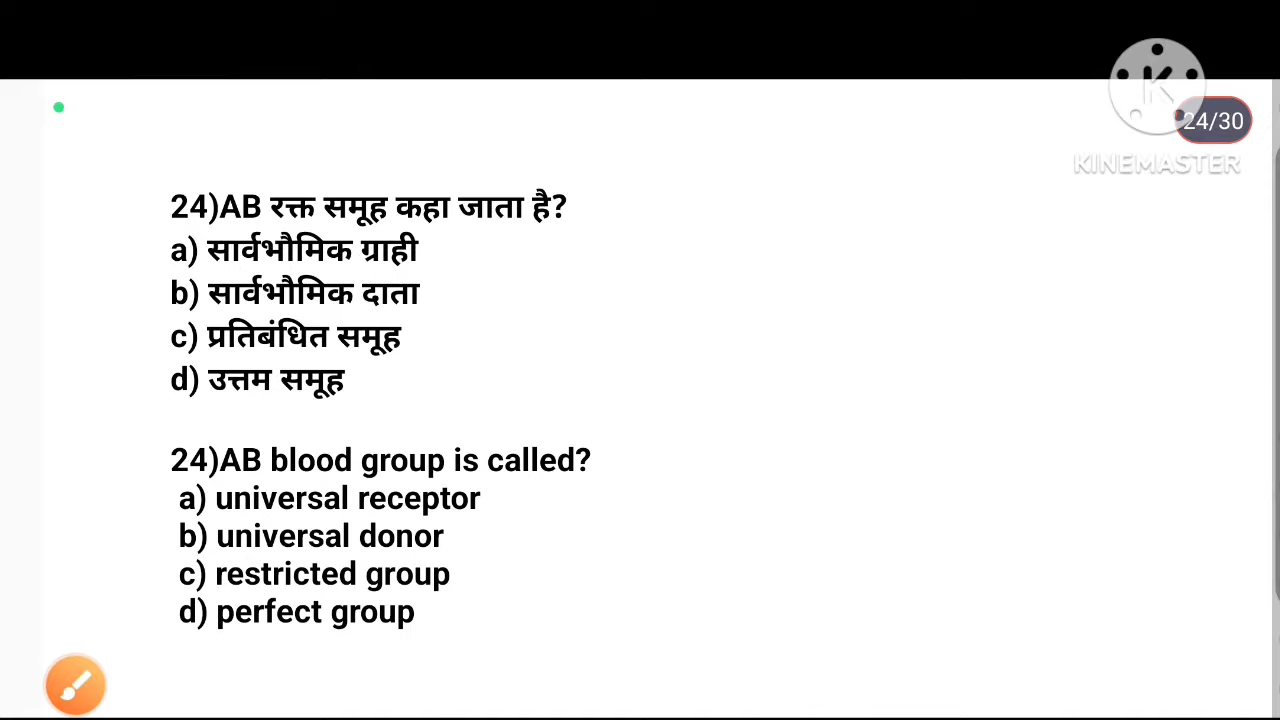 24/30
KINEMASTER
24)AB रक्त समूह कहा जाता है?
a) सार्वभौमिक ग्राही
b) सार्वभौमिक दाता
c) प्रतिबंधित समूह
d) उत्तम समूह
24)AB blood group is called?
a) universal receptor
b) universal donor
c) restricted group
d) perfect group